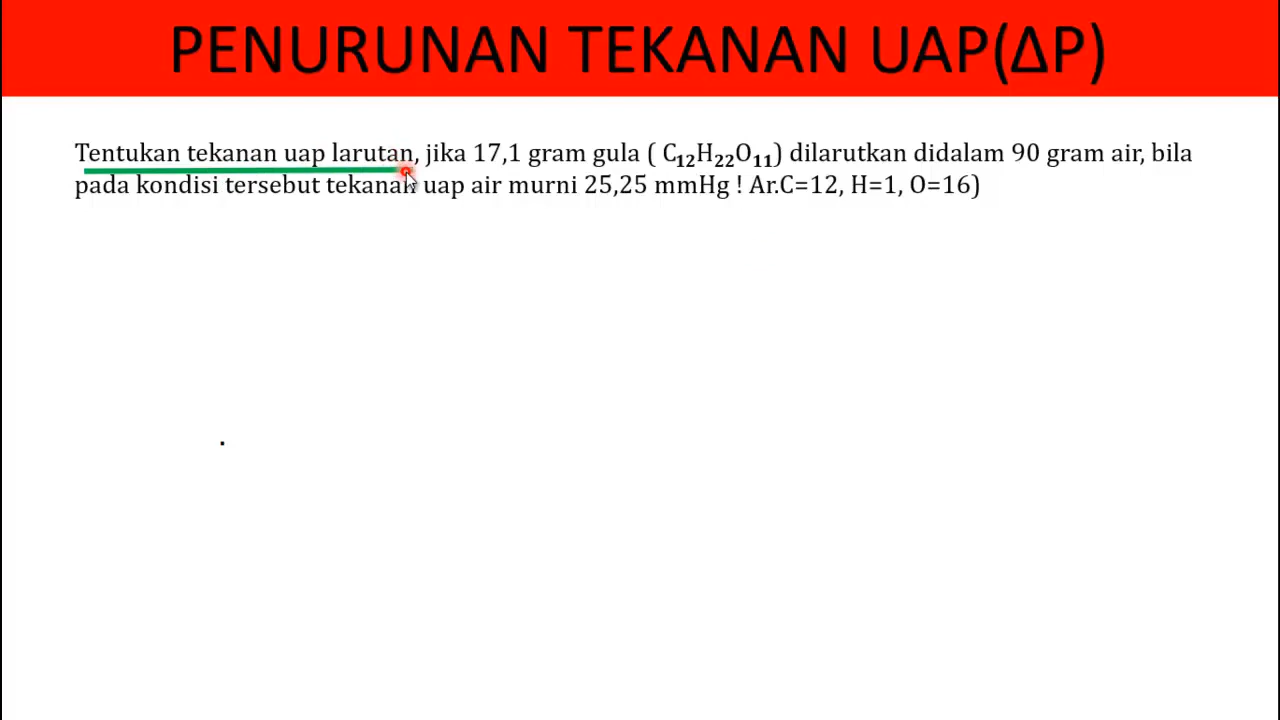 PENURUNAN TEKANAN UAP(ΔP)
Tentukan tekanan uap larutan, jika 17,1 gram gula ( C₁₂H₂₂O₁₁) dilarutkan didalam 90 gram air, bila
pada kondisi tersebut tekanan uap air murni 25,25 mmHg ! Ar.C=12, H=1, O=16)
.